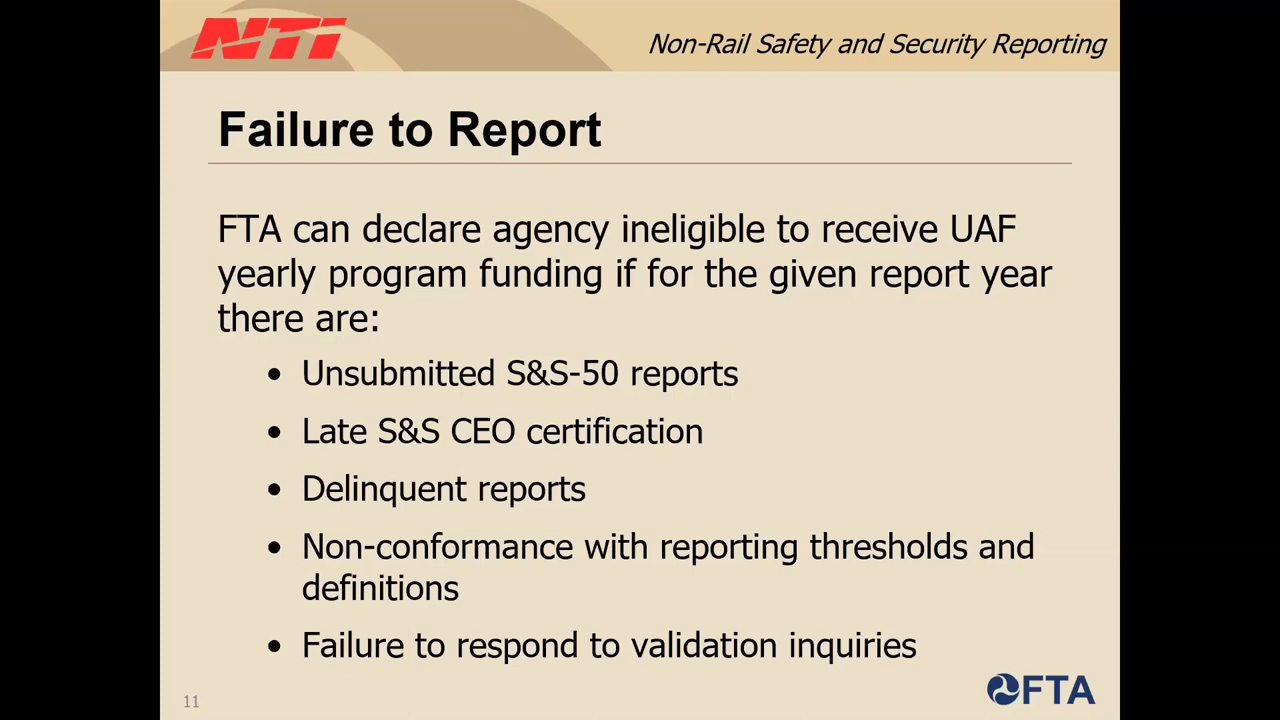 NTI
Non-Rail Safety and Security Reporting
Failure to Report
FTA can declare agency ineligible to receive UAF
yearly program funding if for the given report year
there are:
• Unsubmitted S&S-50 reports
• Late S&S CEO certification
• Delinquent reports
• Non-conformance with reporting thresholds and
definitions
• Failure to respond to validation inquiries
11
FTA